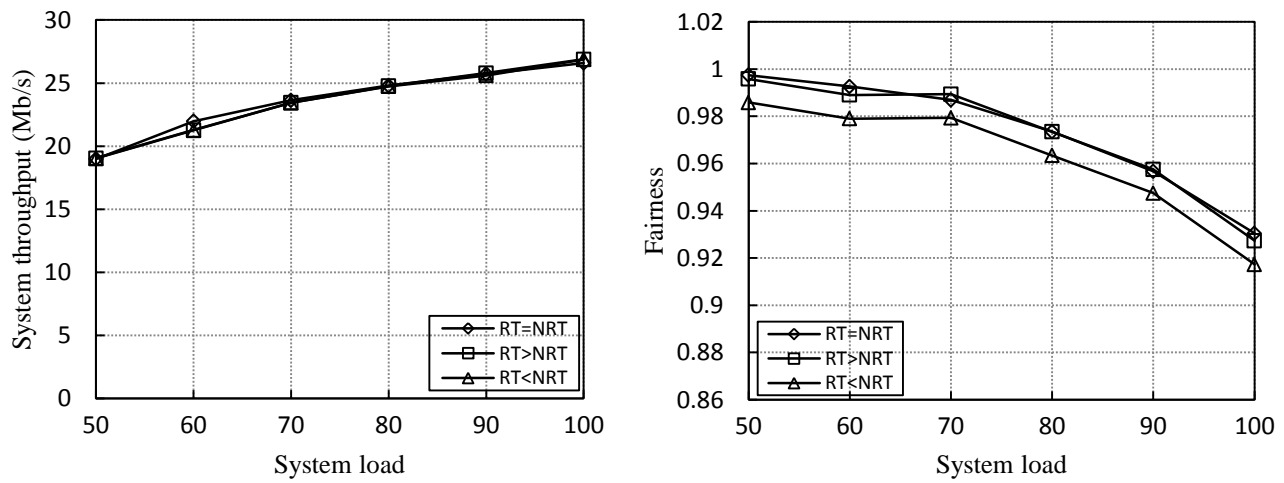 30
25
20
15
10
5
0
System throughput (Mb/s)
RT=NRT
RT>NRT
RT<NRT
50 60 70 80 90 100
System load
1.02
1
0.98
0.96
0.94
0.92
0.9
0.88
0.86
Fairness
RT=NRT
RT>NRT
RT<NRT
50 60 70 80 90 100
System load